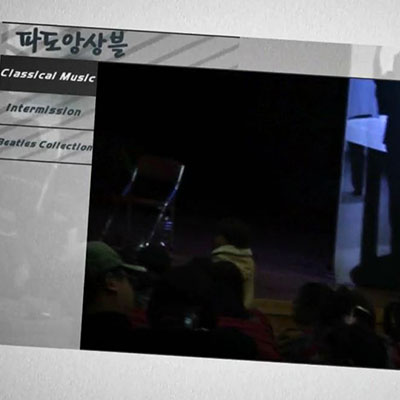 파도앙상블
Classical Music
Intermission
Beatles Collection